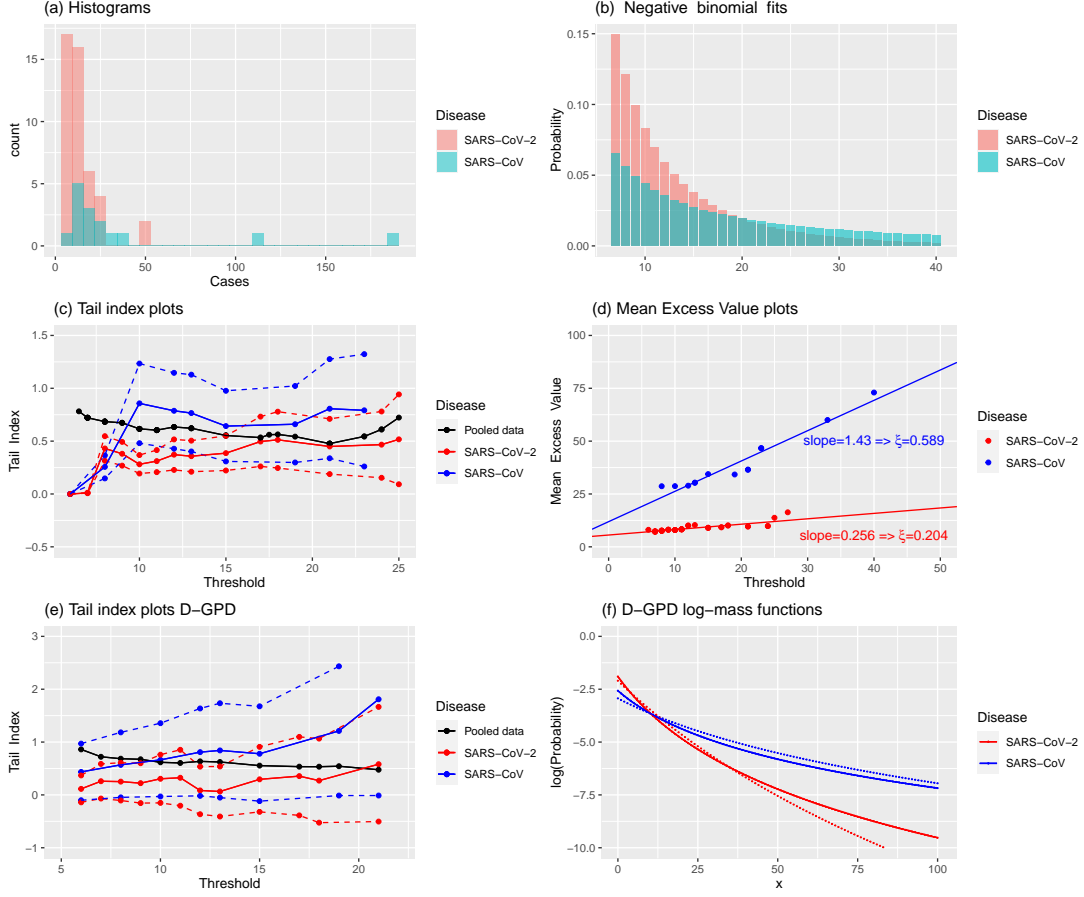 (a) Histograms
count
15
10
5
0
0
50
100
150
Cases
Disease
SARS−CoV−2
SARS−CoV
(b) Negative binomial fits
Probability
0.15
0.10
0.05
0.00
10
20
30
40
Disease
SARS−CoV−2
SARS−CoV
(c) Tail index plots
Tail Index
1.5
1.0
0.5
0.0
−0.5
10
15
20
25
Threshold
Disease
Pooled data
SARS−CoV−2
SARS−CoV
(d) Mean Excess Value plots
Mean Excess Value
100
75
50
25
0
slope=1.43 => ξ=0.589
slope=0.256 => ξ=0.204
0
10
20
30
40
50
Threshold
Disease
SARS−CoV−2
SARS−CoV
(e) Tail index plots D−GPD
Tail Index
3
2
1
0
−1
5
10
15
20
Threshold
Disease
Pooled data
SARS−CoV−2
SARS−CoV
(f) D−GPD log−mass functions
log(Probability)
0.0
−2.5
−5.0
−7.5
−10.0
0
25
50
75
100
x
Disease
SARS−CoV−2
SARS−CoV